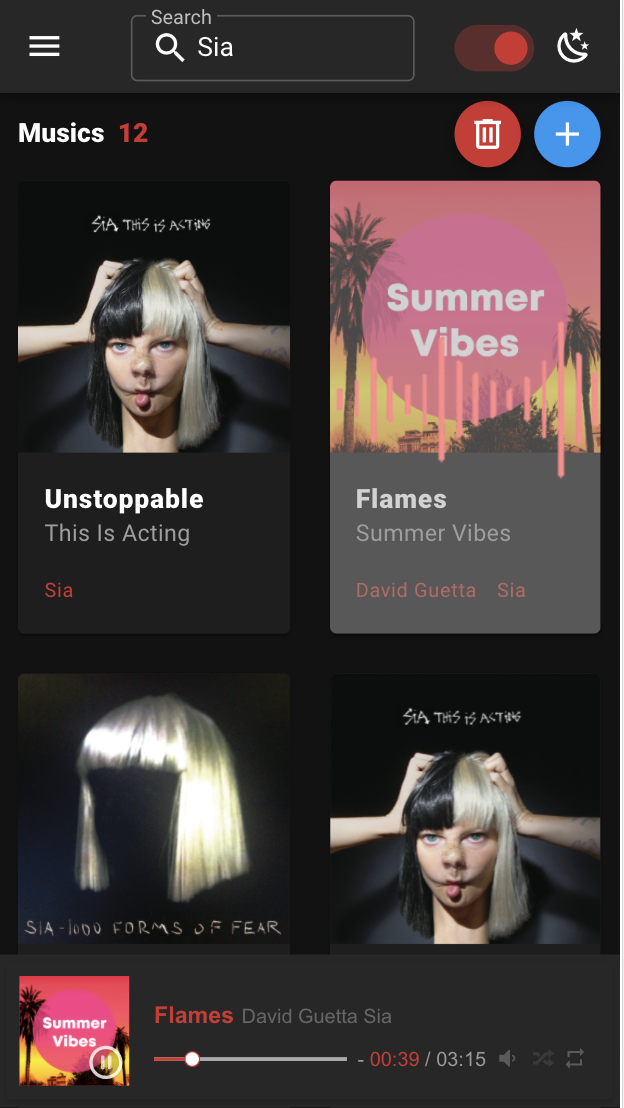 Search
Sia
Musics 12
SiA THiS iS ACTiNG
Summer
Vibes
Unstoppable
This Is Acting
Sia
Flames
Summer Vibes
David Guetta Sia
SIA - 1000 FORMS OF FEAR
SiA THiS iS ACTiNG
Summer
Vibes
Flames David Guetta Sia
- 00:39 / 03:15